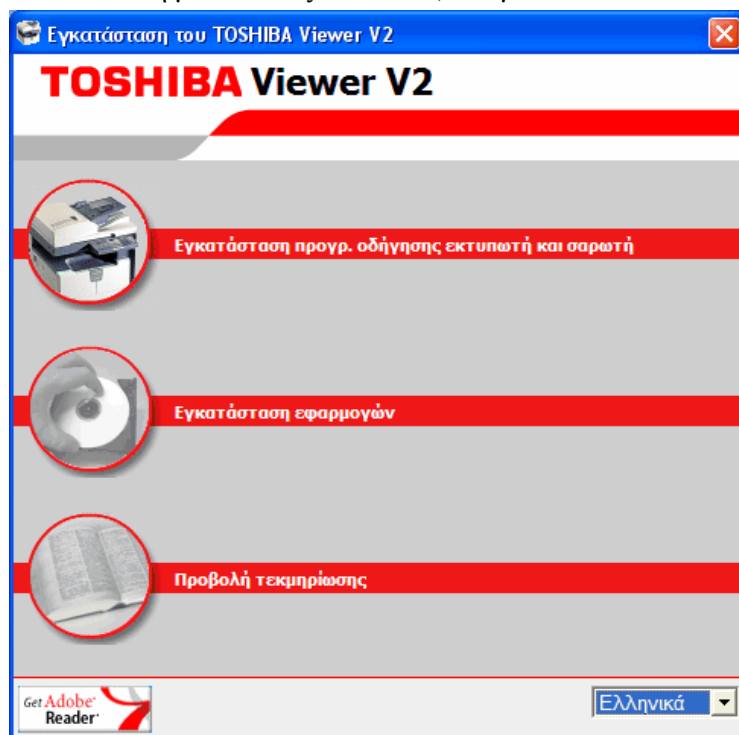 Εγκατάσταση του TOSHIBA Viewer V2
TOSHIBA Viewer V2
Εγκατάσταση προγρ. οδήγησης εκτυπωτή και σαρωτή
Εγκατάσταση εφαρμογών
Προβολή τεκμηρίωσης
Get Adobe®
Reader®
Ελληνικά